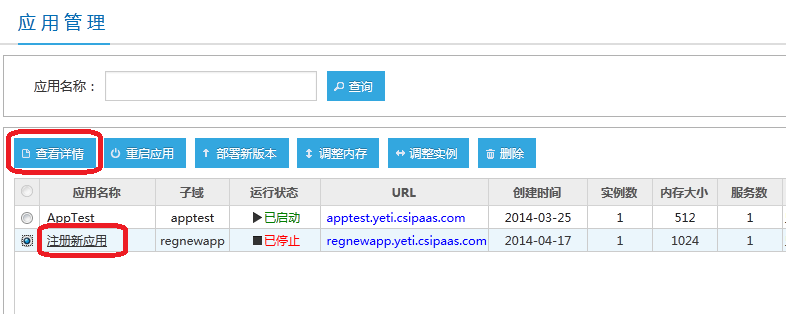 应用管理
应用名称： 查询
查看详情 重启应用 部署新版本 调整内存 调整实例 删除
应用名称 子域 运行状态 URL 创建时间 实例数 内存大小 服务数
AppTest apptest 已启动 apptest.yeti.csipaas.com 2014-03-25 1 512 1
注册新应用 regnewapp 已停止 regnewapp.yeti.csipaas.com 2014-04-17 1 1024 1